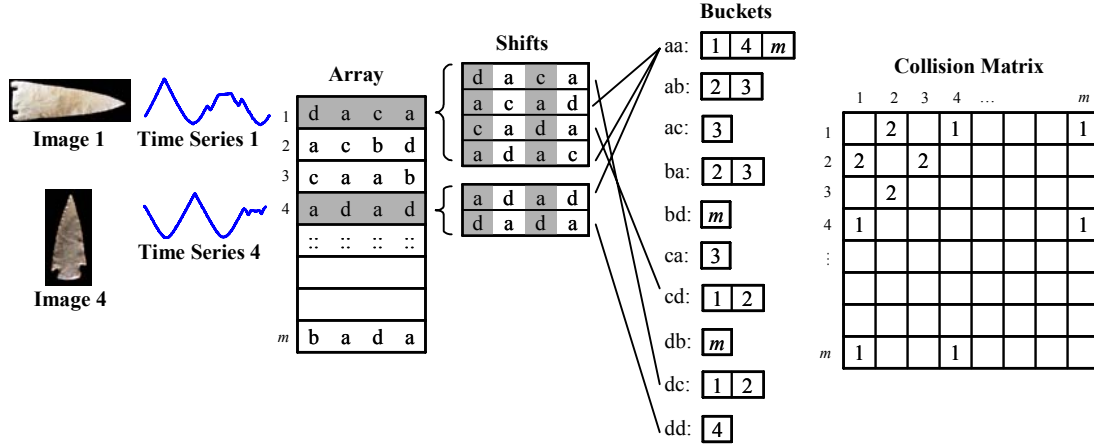 Buckets
Shifts
Array
Collision Matrix
Image 1
Time Series 1
Image 4
Time Series 4
1 d a c a
2 a c b d
3 c a a b
4 a d a d
:: :: :: ::
m b a d a
d a c a
a c a d
c a d a
a d a c
a d a d
d a d a
aa: 1 4 m
ab: 2 3
ac: 3
ba: 2 3
bd: m
ca: 3
cd: 1 2
db: m
dc: 1 2
dd: 4
1 2 3 4 … m
1 2 1 1
2 2 2
3 2
4 1 1
⋮
m 1 1